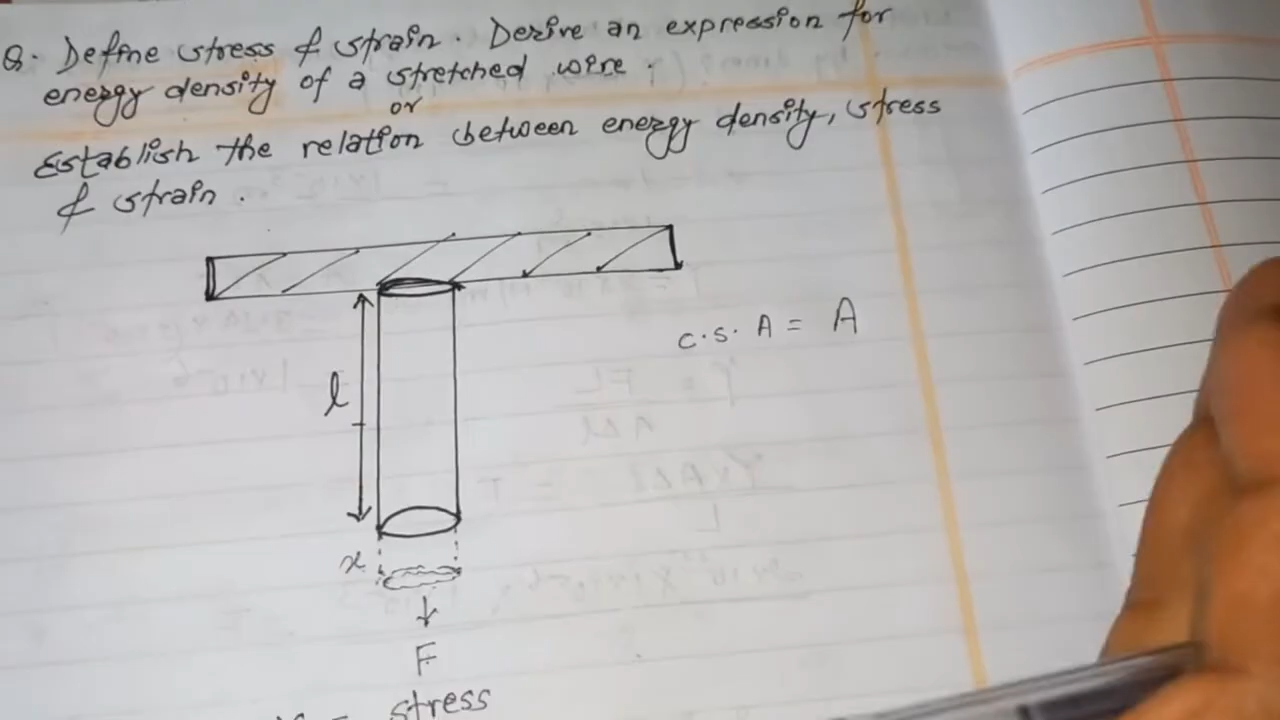 Q. Define stress & strain. Derive an expression for
energy density of a stretched wire.
or
Establish the relation between energy density, stress
& strain.
c.s. A = A
l
x
F
stress